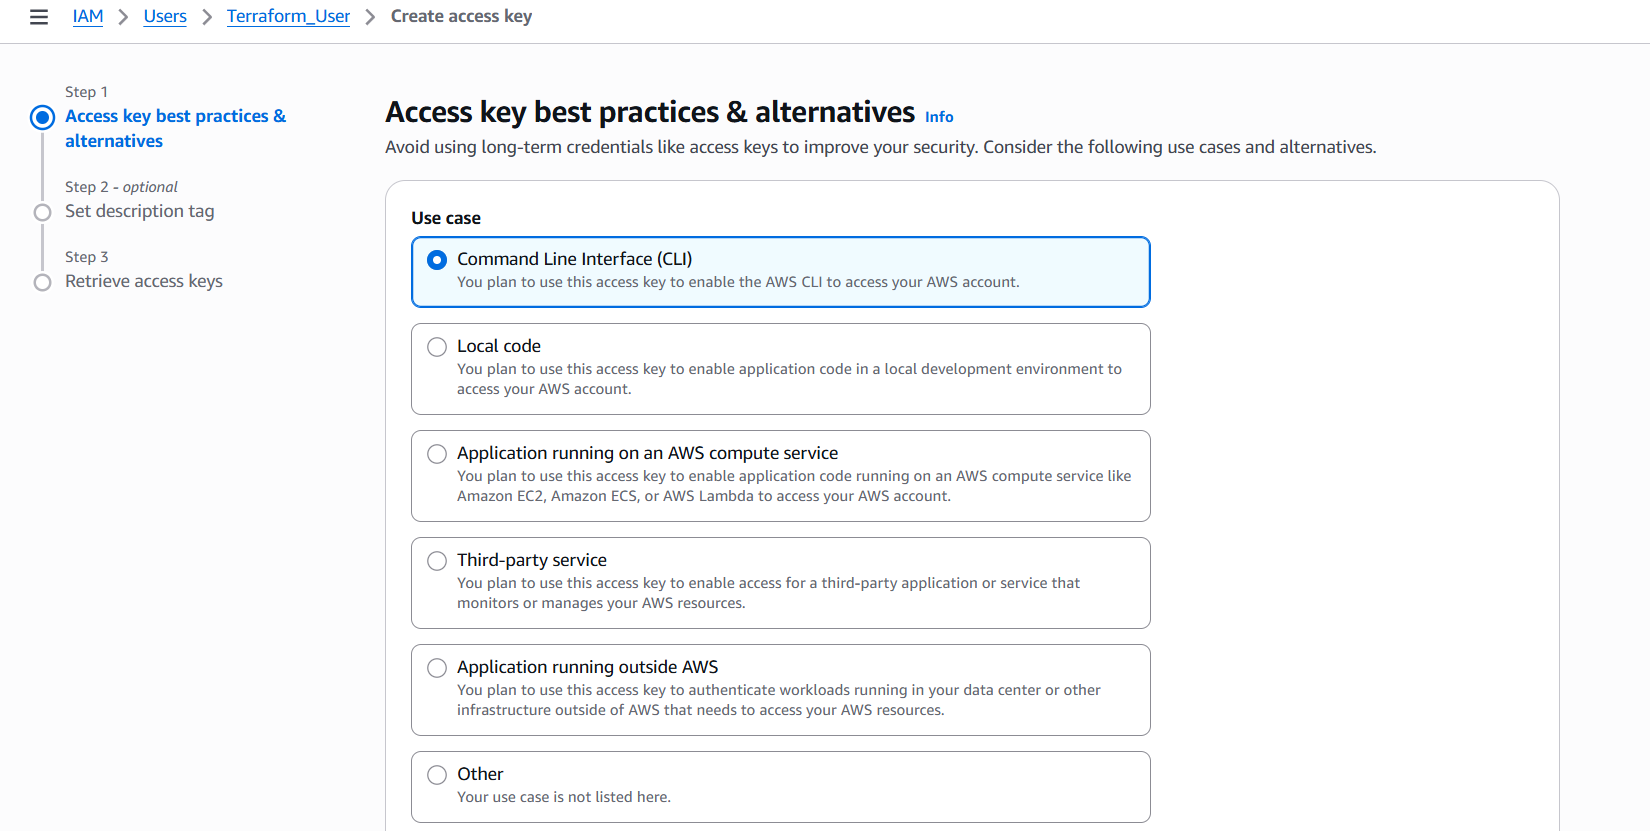 IAM > Users > Terraform_User > Create access key
Step 1
Access key best practices &
alternatives
Step 2 - optional
Set description tag
Step 3
Retrieve access keys
Access key best practices & alternatives Info
Avoid using long-term credentials like access keys to improve your security. Consider the following use cases and alternatives.
Use case
Command Line Interface (CLI)
You plan to use this access key to enable the AWS CLI to access your AWS account.
Local code
You plan to use this access key to enable application code in a local development environment to
access your AWS account.
Application running on an AWS compute service
You plan to use this access key to enable application code running on an AWS compute service like
Amazon EC2, Amazon ECS, or AWS Lambda to access your AWS account.
Third-party service
You plan to use this access key to enable access for a third-party application or service that
monitors or manages your AWS resources.
Application running outside AWS
You plan to use this access key to authenticate workloads running in your data center or other
infrastructure outside of AWS that needs to access your AWS resources.
Other
Your use case is not listed here.